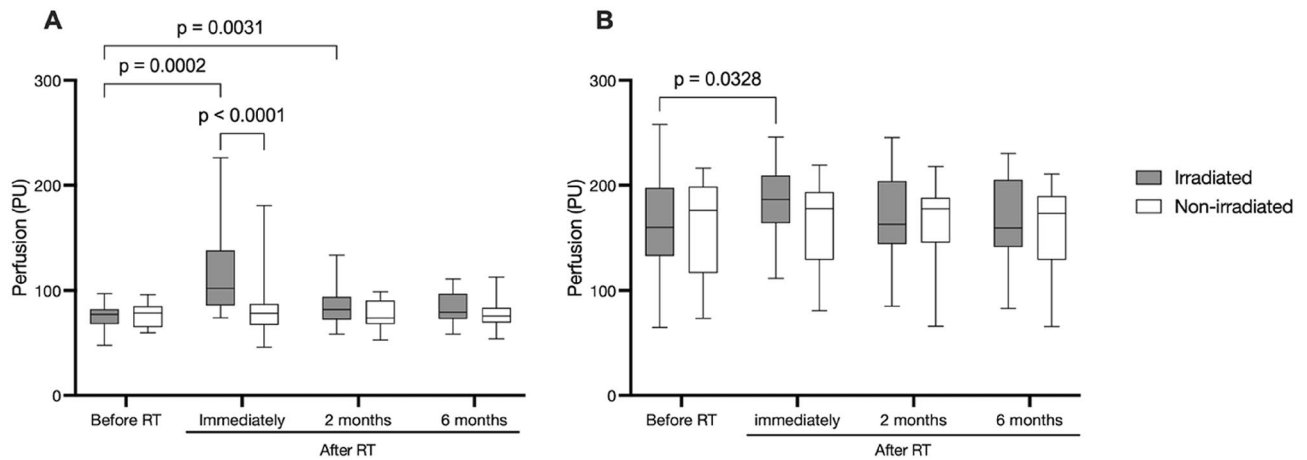 A
p = 0.0031
p = 0.0002
p < 0.0001
300
200
100
0
Perfusion (PU)
Before RT
Immediately
2 months
6 months
After RT
B
p = 0.0328
300
200
100
0
Perfusion (PU)
Before RT
immediately
2 months
6 months
After RT
Irradiated
Non-irradiated